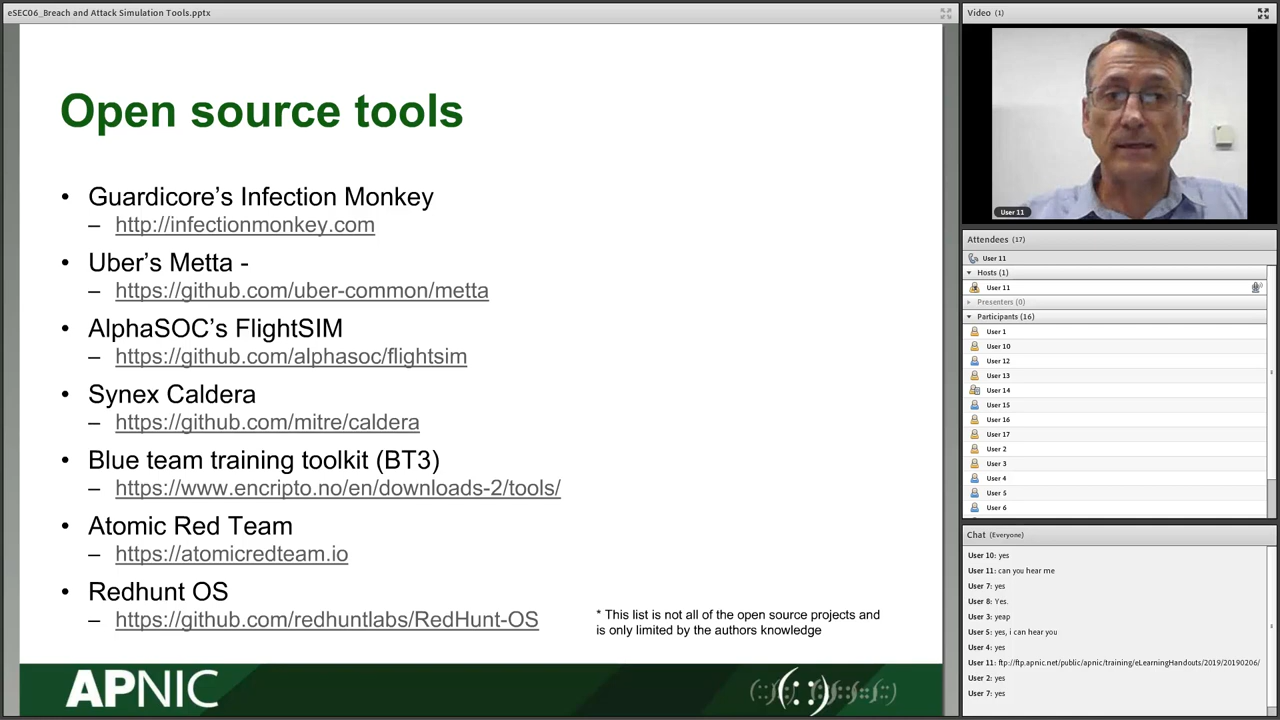 eSEC06_Breach and Attack Simulation Tools.pptx
Open source tools
• Guardicore's Infection Monkey
– http://infectionmonkey.com
• Uber's Metta -
– https://github.com/uber-common/metta
• AlphaSOC's FlightSIM
– https://github.com/alphasoc/flightsim
• Synex Caldera
– https://github.com/mitre/caldera
• Blue team training toolkit (BT3)
– https://www.encripto.no/en/downloads-2/tools/
• Atomic Red Team
– https://atomicredteam.io
• Redhunt OS
– https://github.com/redhuntlabs/RedHunt-OS
* This list is not all of the open source projects and
is only limited by the authors knowledge
APNIC
Video (1)
User 11
Attendees (17)
User 11
Hosts (1)
User 11
Presenters (0)
Participants (16)
User 1
User 10
User 12
User 13
User 14
User 15
User 16
User 17
User 2
User 3
User 4
User 5
User 6
Chat (Everyone)
User 10: yes
User 11: can you hear me
User 7: yes
User 8: Yes.
User 3: yeap
User 5: yes, i can hear you
User 4: yes
User 11: ftp://ftp.apnic.net/public/apnic/training/eLearningHandouts/2019/20190206/
User 2: yes
User 7: yes